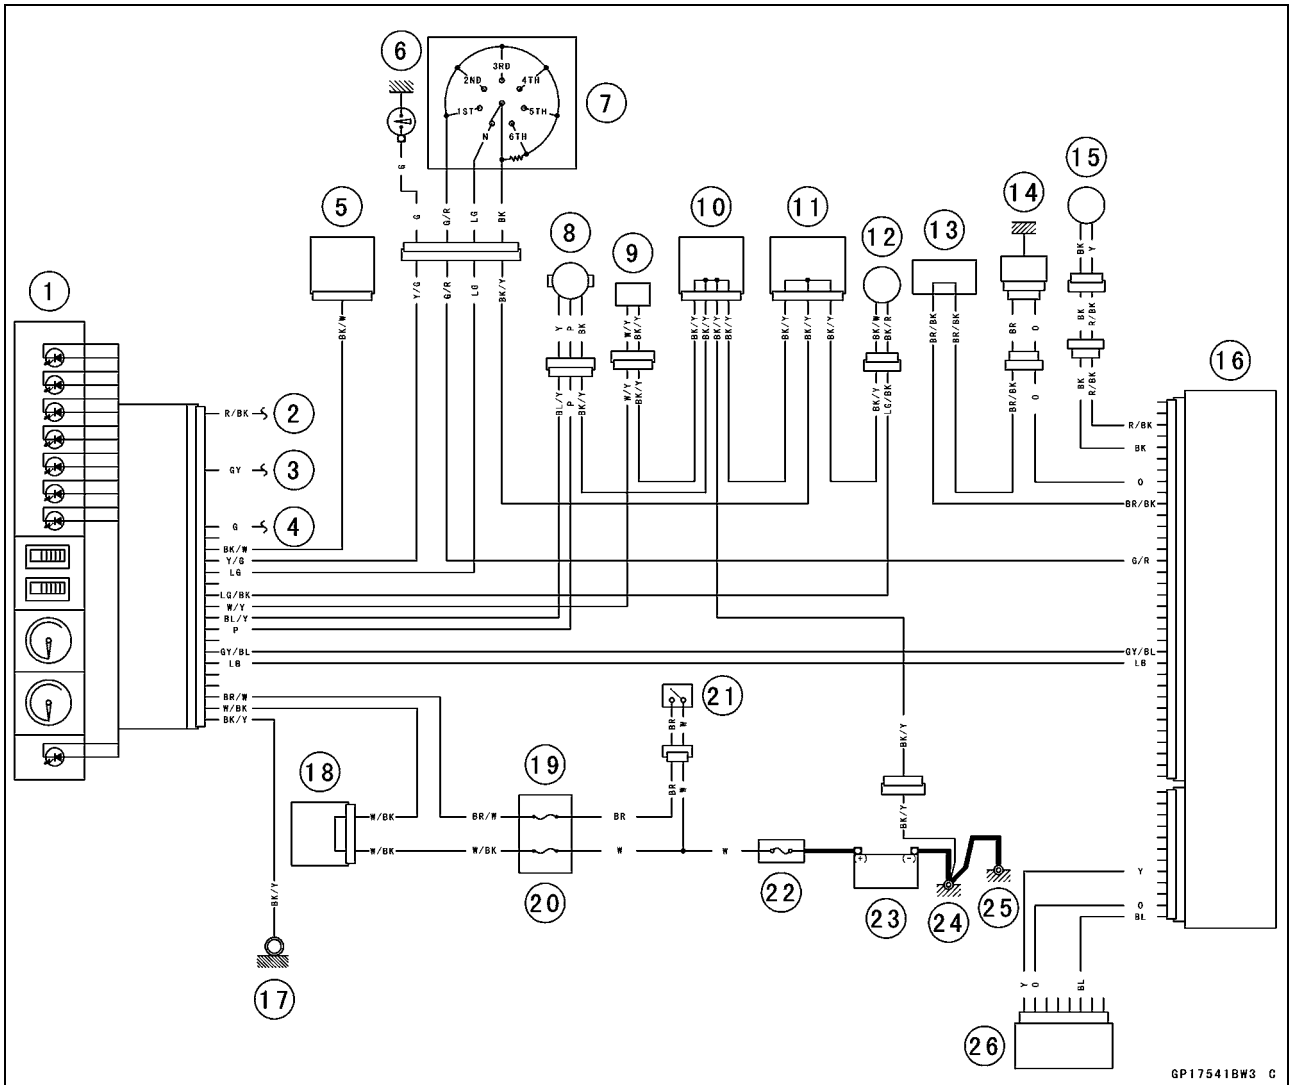 6
3RD
2ND
4TH
1ST
5TH
N
6TH
7
G
15
14
5
8
10
11
12
13
9
G
G/R
LG
BK
BK
Y
1
Y/G
G/R
LG
BK/Y
BK/W
Y
P
BK
W/Y
BK/Y
BK/Y
BK/Y
BK/Y
BK/Y
BK/Y
BK/Y
BK/Y
BK/W
BK/R
BR/BK
BR/BK
BR
O
BK
R/BK
16
BL/Y
P
BK/Y
W/Y
BK/Y
BK/Y
LG/BK
BR/BK
O
BK
R/BK
R/BK
2
R/BK
BK
GY
3
O
BR/BK
G
4
BK/W
Y/G
LG
G/R
LG/BK
W/Y
BL/Y
P
GY/BL
LB
GY/BL
LB
BR/W
W/BK
BK/Y
21
BR
W
BK/Y
18
19
BR
W
BK/Y
W/BK
BR/W
BR
W/BK
W/BK
W
W
(+)
(-)
22
20
23
24
25
Y
O
BL
BK/Y
17
Y
O
BL
26
GP17541BW3 C